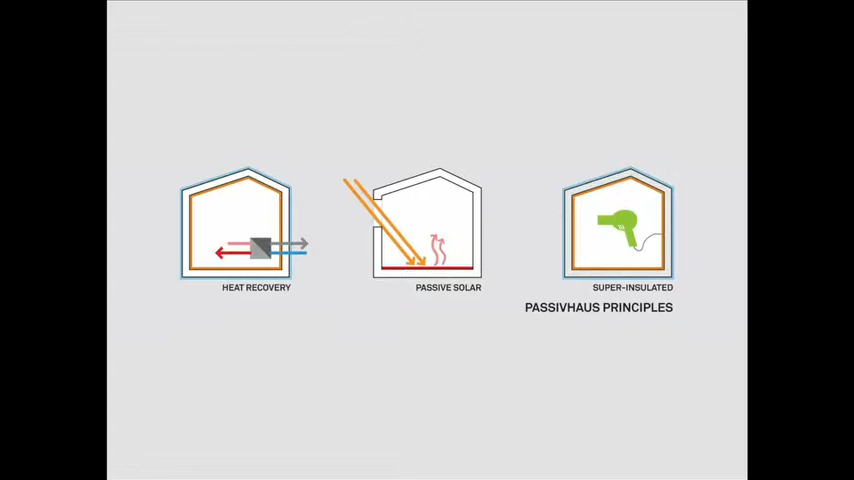 HEAT RECOVERY
PASSIVE SOLAR
SUPER-INSULATED
PASSIVHAUS PRINCIPLES